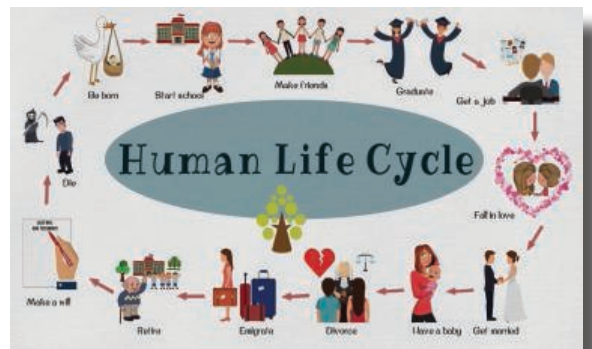 Human Life Cycle
Be born
Start school
Make friends
Graduate
Get a job
Fall in love
Get married
Have a baby
Divorce
Emigrate
Retire
Make a will
Die